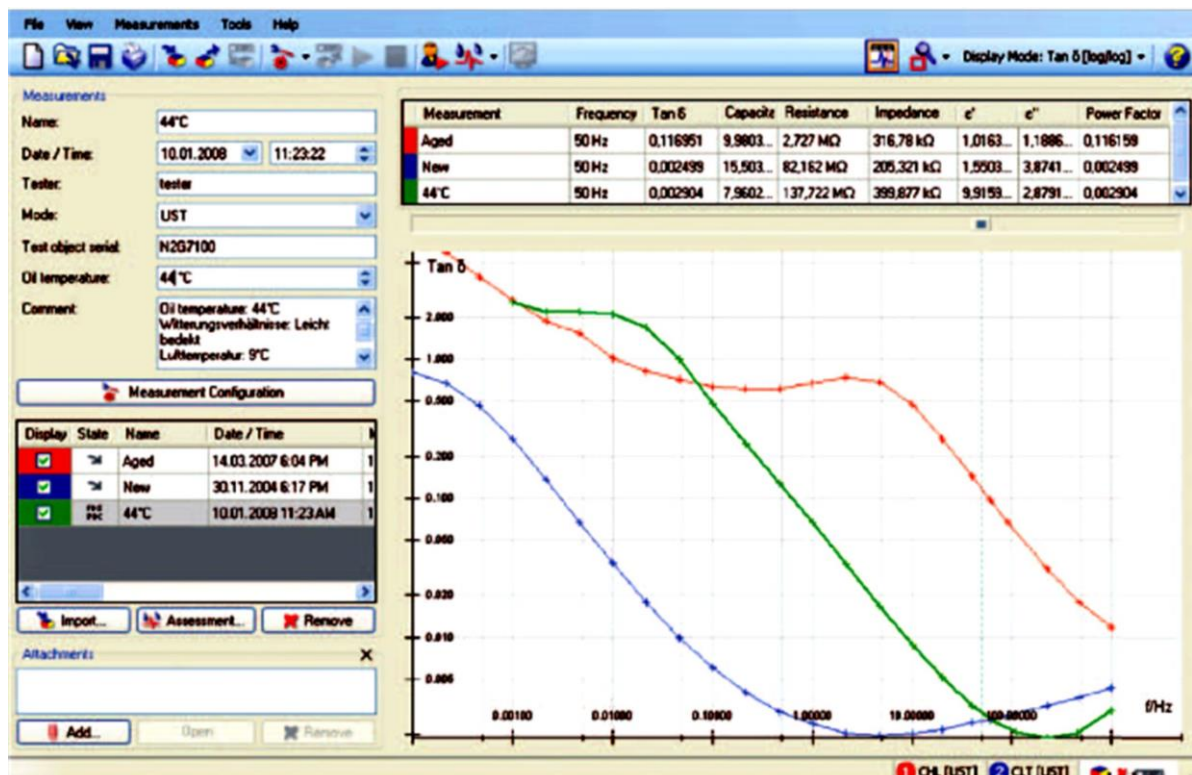 File View Measurements Tools Help
Display Mode: Tan δ [log/log]
Measurements
Name: 44°C
Date / Time: 10.01.2008 11:23:22
Tester: tester
Mode: UST
Test object serial: N2G7100
Oil temperature: 44 °C
Comment: Oil temperature: 44°C
Witterungsverhältnisse: Leicht
bedekt
Lufttemperatur: 9°C
Measurement Configuration
Display State Name Date / Time
Aged 14.03.2007 6:04 PM 1
New 30.11.2004 6:17 PM 1
44°C 10.01.2008 11:23 AM 1
Import... Assessment... Remove
Attachments
Add... Open Remove
Measurement Frequency Tan δ Capacita Resistance Impedance ε' ε'' Power Factor
Aged 50 Hz 0,116951 9,9803... 2,727 MΩ 316,78 kΩ 1,0163... 1,1886... 0,116159
New 50 Hz 0,002499 15,503... 82,162 MΩ 205,321 kΩ 1,5503... 3,8741... 0,002499
44°C 50 Hz 0,002904 7,9602... 137,722 MΩ 399,877 kΩ 9,9159... 2,8791... 0,002904
Tan δ
2.000
1.000
0.500
0.200
0.100
0.050
0.020
0.010
0.005
0.00100 0.01000 0.10000 1.00000 10.00000 100.00000 f/Hz
1 CHL [UST] 2 CLT [UST]